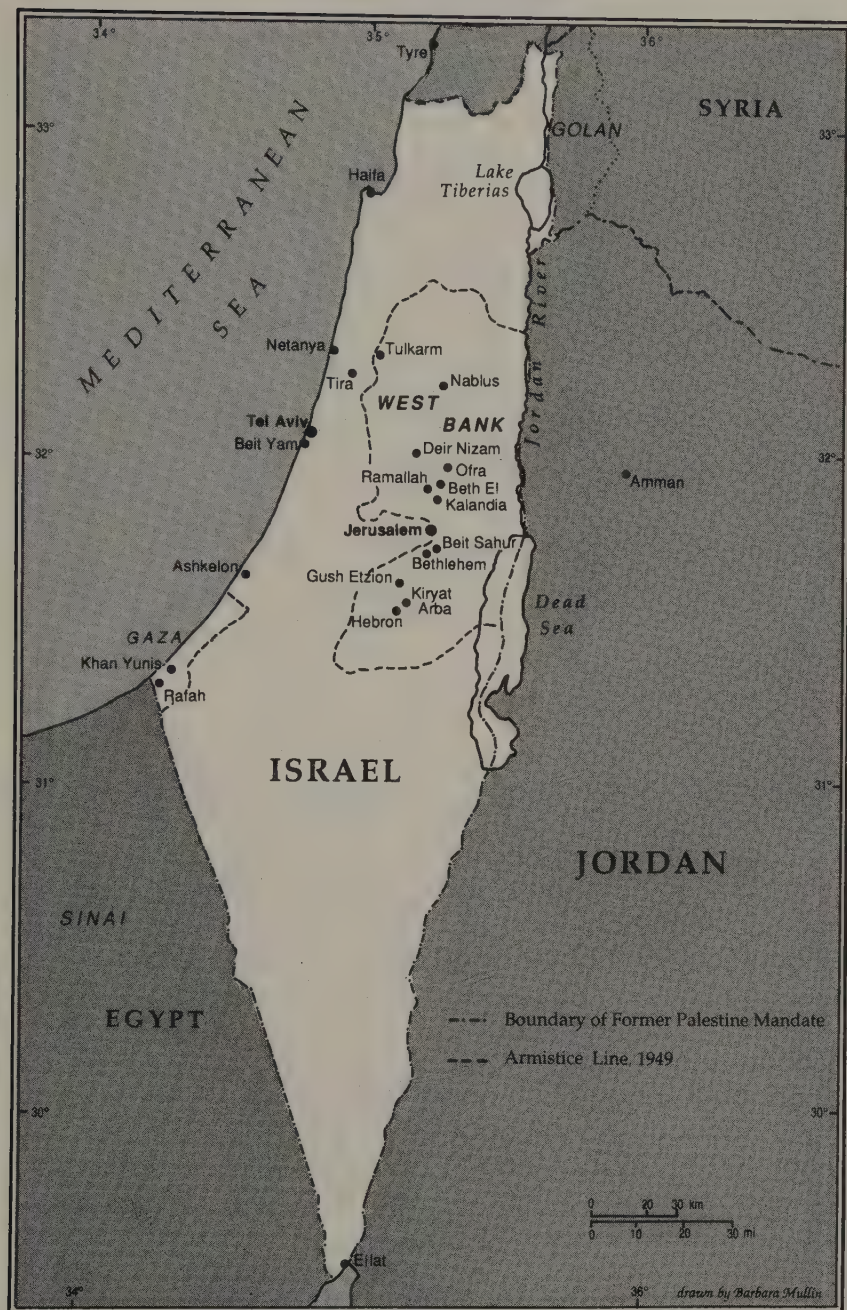 34°
35°
36°
Tyre
SYRIA
33°
GOLAN
33°
MEDITERRANEAN
SEA
Haifa
Lake
Tiberias
Jordan River
Netanya
Tulkarm
Tira
Nablus
WEST
BANK
Tel Aviv
Beit Yam
Deir Nizam
32°
32°
Ofra
Ramallah
Beth El
Amman
Kalandia
Jerusalem
Beit Sahur
Bethlehem
Ashkelon
Gush Etzion
Kiryat
Arba
Dead
Sea
Hebron
GAZA
Khan Yunis
Rafah
ISRAEL
31°
31°
JORDAN
SINAI
EGYPT
Boundary of Former Palestine Mandate
Armistice Line, 1949
30°
30°
0 20 30 km
0 10 20 30 mi
Eilat
34°
36°
drawn by Barbara Mullin